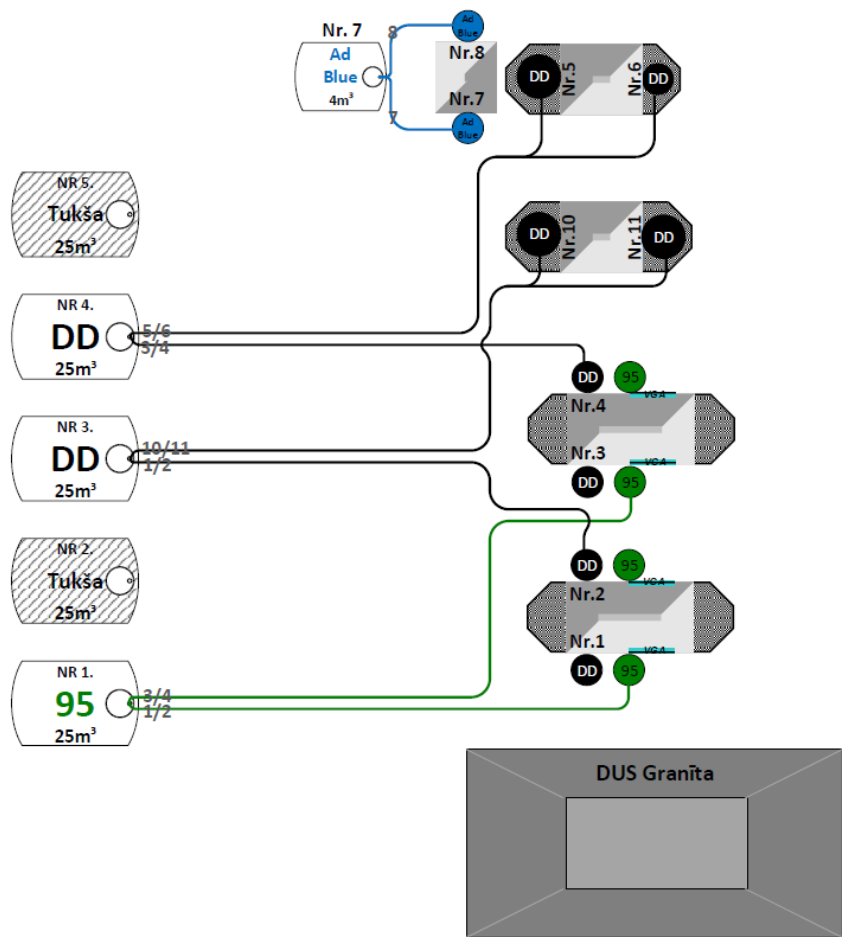 Nr. 7
Ad
Blue
4m³
8
7
Ad
Blue
Nr.8
Nr.7
Ad
Blue
DD
Nr.5
Nr.6
DD
NR 5.
Tukša
25m³
DD
Nr.10
Nr.11
DD
NR 4.
DD
25m³
5/6
3/4
DD
95
VGA
Nr.4
Nr.3
VGA
DD
95
NR 3.
DD
25m³
10/11
1/2
NR 2.
Tukša
25m³
DD
95
VGA
Nr.2
Nr.1
VGA
DD
95
NR 1.
95
25m³
3/4
1/2
DUS Granīta